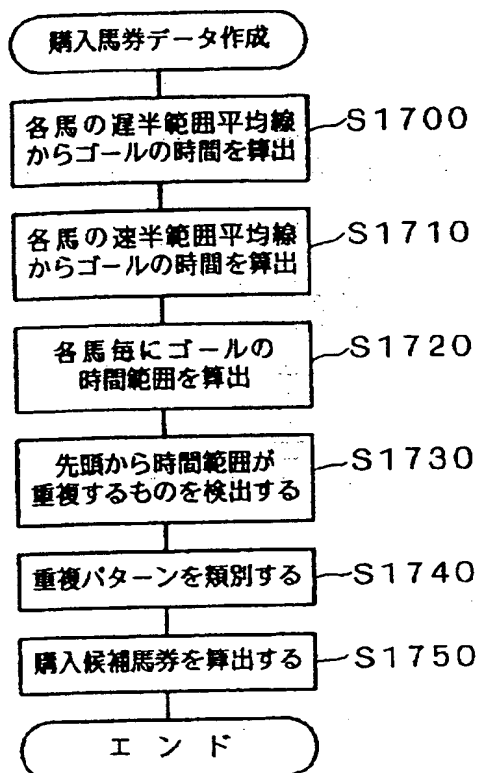 購入馬券データ作成
各馬の遅半範囲平均線
からゴールの時間を算出
S1700
各馬の速半範囲平均線
からゴールの時間を算出
S1710
各馬毎にゴールの
時間範囲を算出
S1720
先頭から時間範囲が
重複するものを検出する
S1730
重複パターンを類別する
S1740
購入候補馬券を算出する
S1750
エンド